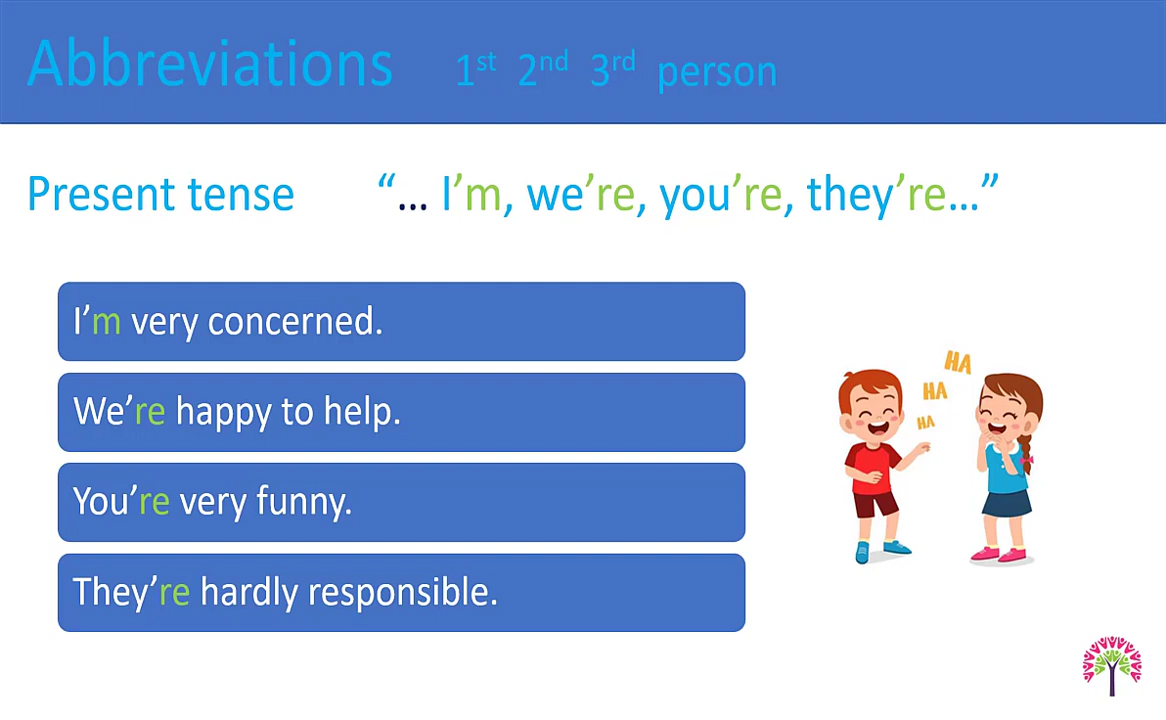 Abbreviations 1st 2nd 3rd person
Present tense “... I’m, we’re, you’re, they’re...”
I’m very concerned.
We’re happy to help.
You’re very funny.
They’re hardly responsible.
HA
HA
HA